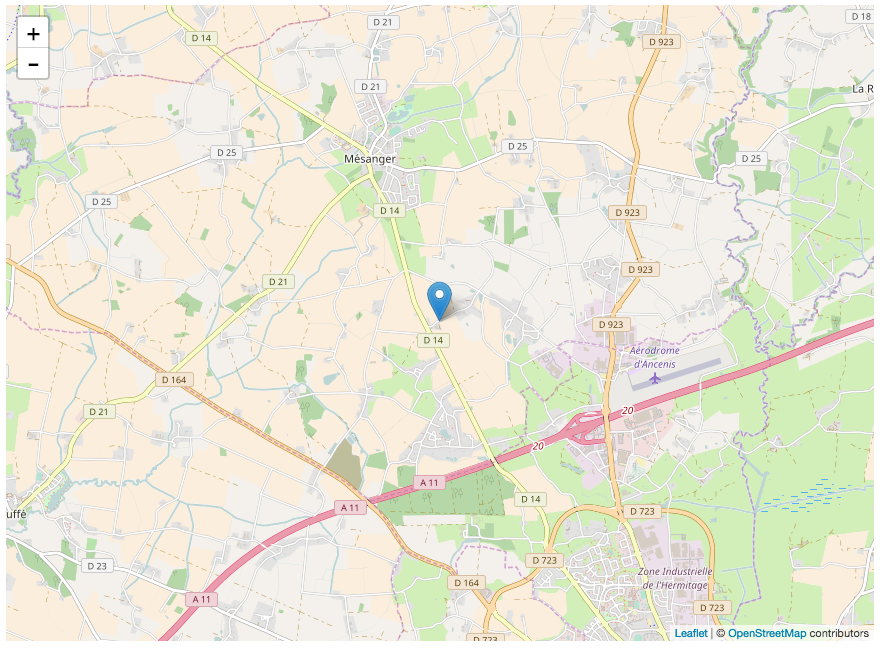 +
-
D 21
D 14
D 923
D 18
D 21
La R
D 25
Mésanger
D 25
D 25
D 25
D 14
D 923
D 21
D 923
D 923
D 14
Aérodrome
d'Ancenis
D 164
D 21
20
20
A 11
A 11
D 14
uffé
D 723
D 23
D 723
Zone Industrielle
de l'Hermitage
D 164
A 11
D 723
D 723
Leaflet | © OpenStreetMap contributors